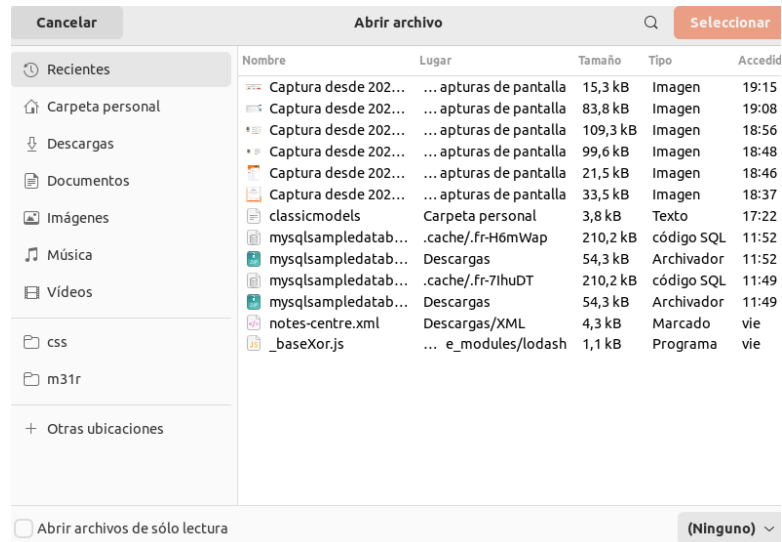 Cancelar Abrir archivo Seleccionar
Recientes
Carpeta personal
Descargas
Documentos
Imágenes
Música
Vídeos
css
m31r
Otras ubicaciones
Nombre Lugar Tamaño Tipo Accedid
Captura desde 202... ...apturas de pantalla 15,3 kB Imagen 19:15
Captura desde 202... ...apturas de pantalla 83,8 kB Imagen 19:08
Captura desde 202... ...apturas de pantalla 109,3 kB Imagen 18:56
Captura desde 202... ...apturas de pantalla 99,6 kB Imagen 18:48
Captura desde 202... ...apturas de pantalla 21,5 kB Imagen 18:46
Captura desde 202... ...apturas de pantalla 33,5 kB Imagen 18:37
classicmodels Carpeta personal 3,8 kB Texto 17:22
mysqlsampledatab... .cache/.fr-H6mWap 210,2 kB código SQL 11:52
mysqlsampledatab... Descargas 54,3 kB Archivador 11:52
mysqlsampledatab... .cache/.fr-7IhuDT 210,2 kB código SQL 11:49
mysqlsampledatab... Descargas 54,3 kB Archivador 11:49
notes-centre.xml Descargas/XML 4,3 kB Marcado vie
_baseXor.js ... e_modules/lodash 1,1 kB Programa vie
Abrir archivos de sólo lectura (Ninguno)